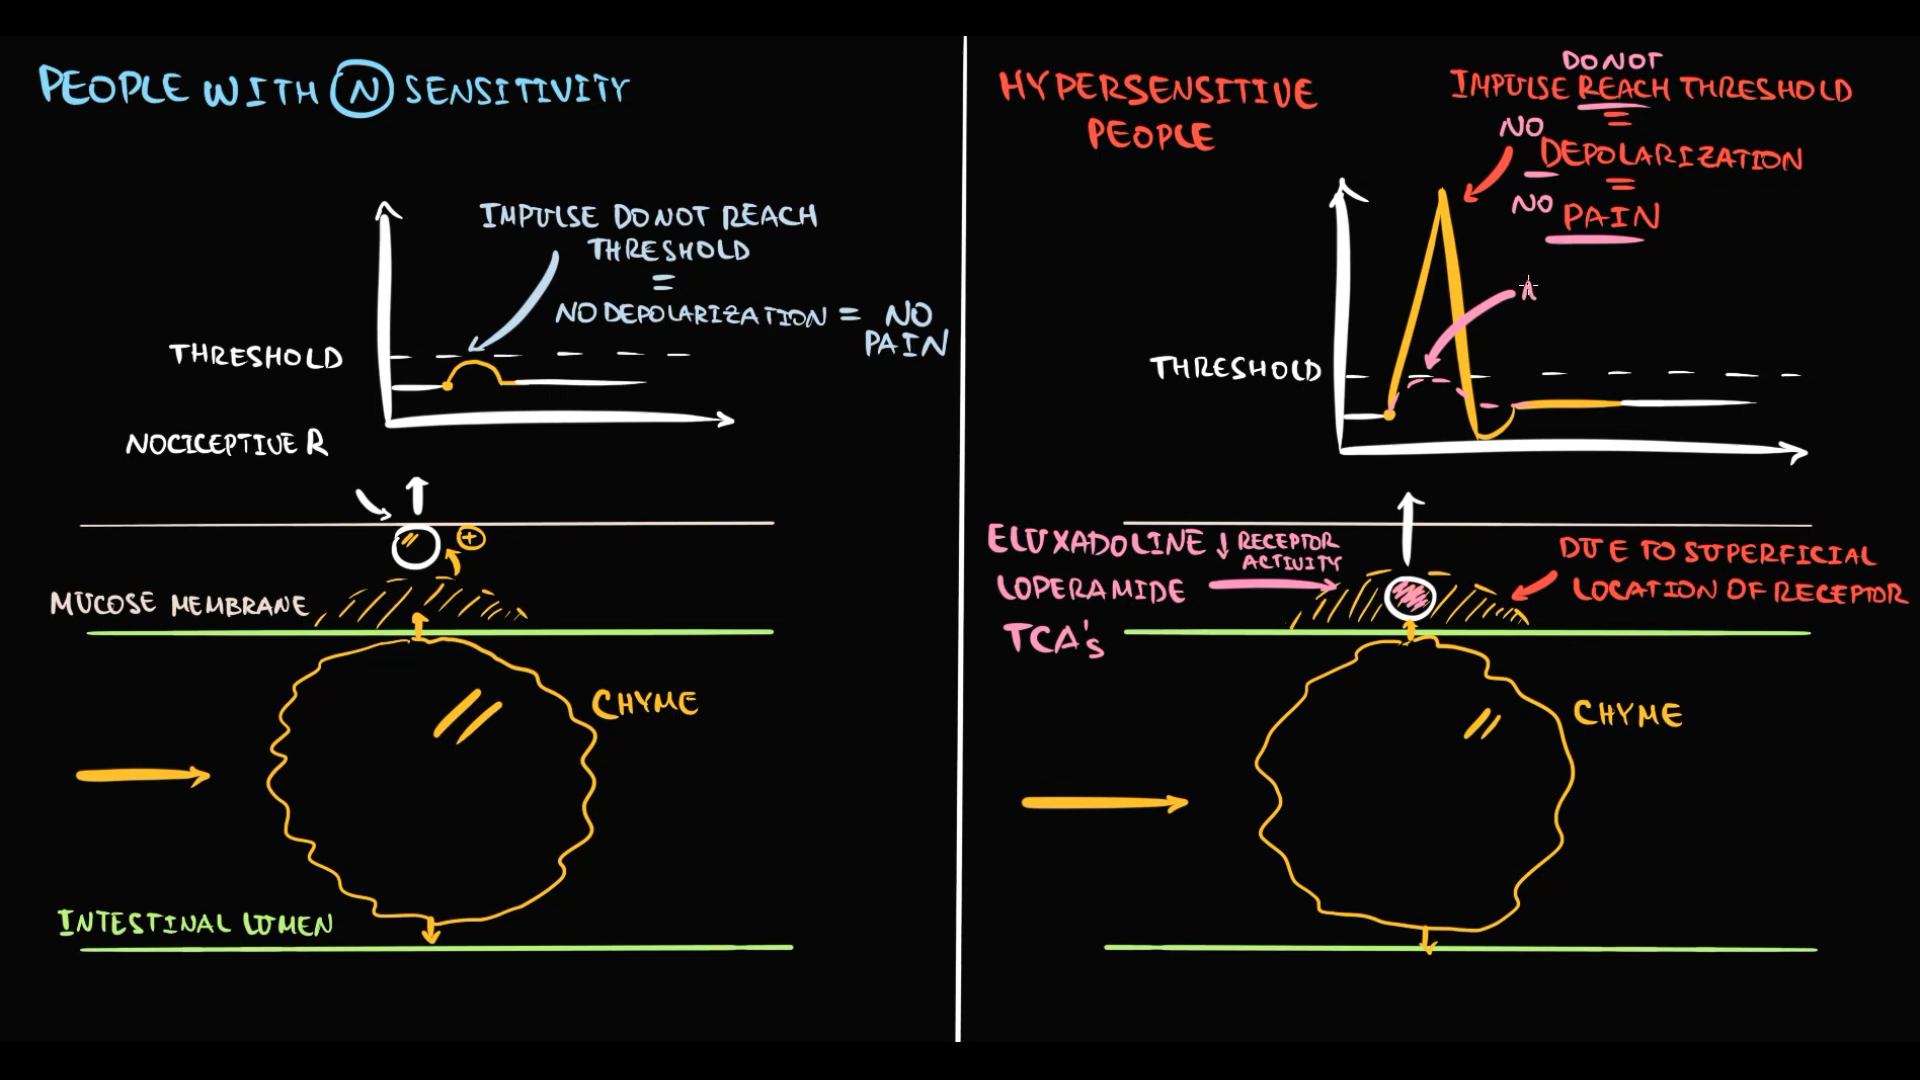 PEOPLE WITH N SENSITIVITY
IMPULSE DO NOT REACH
THRESHOLD
=
NO DEPOLARIZATION = NO
PAIN
THRESHOLD
NOCICEPTIVE R
+
MUCOSE MEMBRANE
CHYME
INTESTINAL LUMEN
HYPERSENSITIVE
PEOPLE
DO NOT
IMPULSE REACH THRESHOLD
=
NO
DEPOLARIZATION
=
NO PAIN
THRESHOLD
ELUXADOLINE ↓ RECEPTOR
ACTIVITY
LOPERAMIDE
TCA's
DUE TO SUPERFICIAL
LOCATION OF RECEPTOR
CHYME